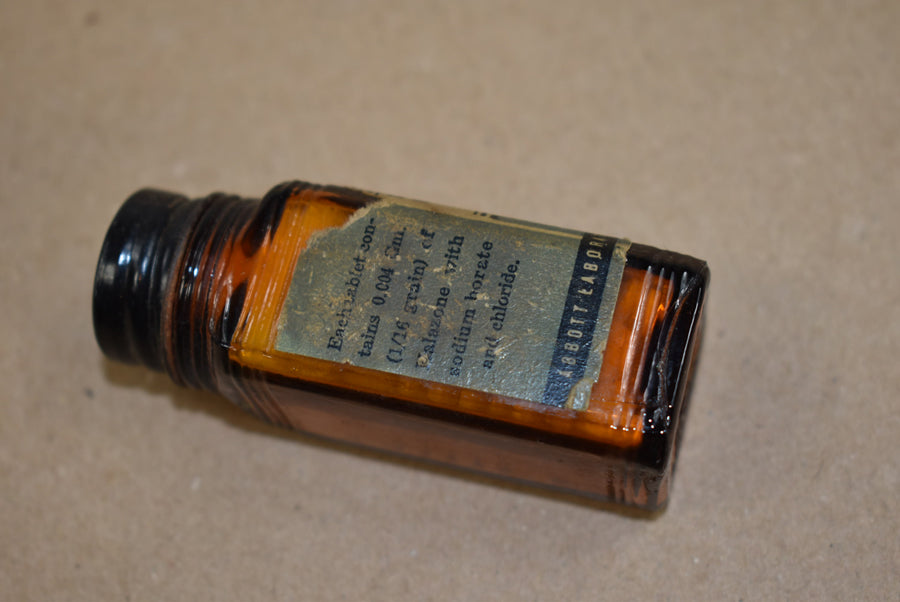 Each tablet con-
tains 0.004 Gm.
(1/16 grain) of
Halazone with
sodium borate
and chloride.
ABBOTT LABOR